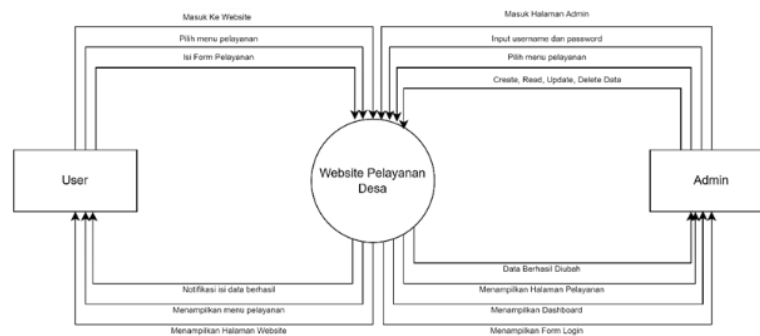 Masuk Ke Website
Masuk Halaman Admin
Pilih menu pelayanan
Input username dan password
Isi Form Pelayanan
Pilih menu pelayanan
Create, Read, Update, Delete Data
User
Website Pelayanan
Desa
Admin
Data Berhasil Diubah
Notifikasi isi data berhasil
Menampilkan Halaman Pelayanan
Menampilkan menu pelayanan
Menampilkan Dashboard
Menampilkan Halaman Website
Menampilkan Form Login